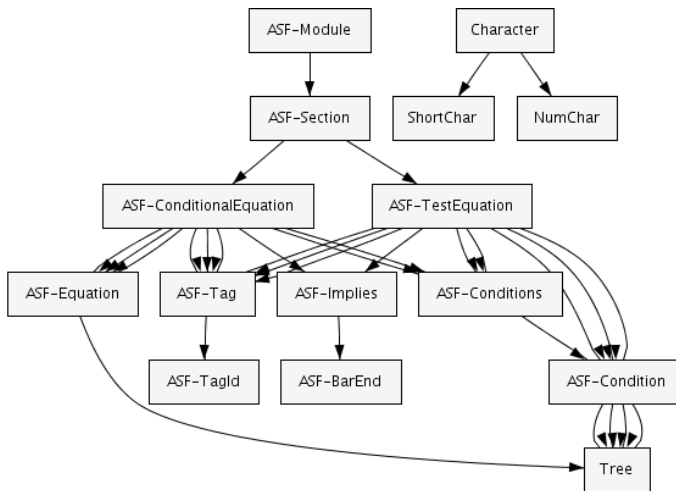 ASF-Module
Character
ASF-Section
ShortChar
NumChar
ASF-ConditionalEquation
ASF-TestEquation
ASF-Equation
ASF-Tag
ASF-Implies
ASF-Conditions
ASF-TagId
ASF-BarEnd
ASF-Condition
Tree